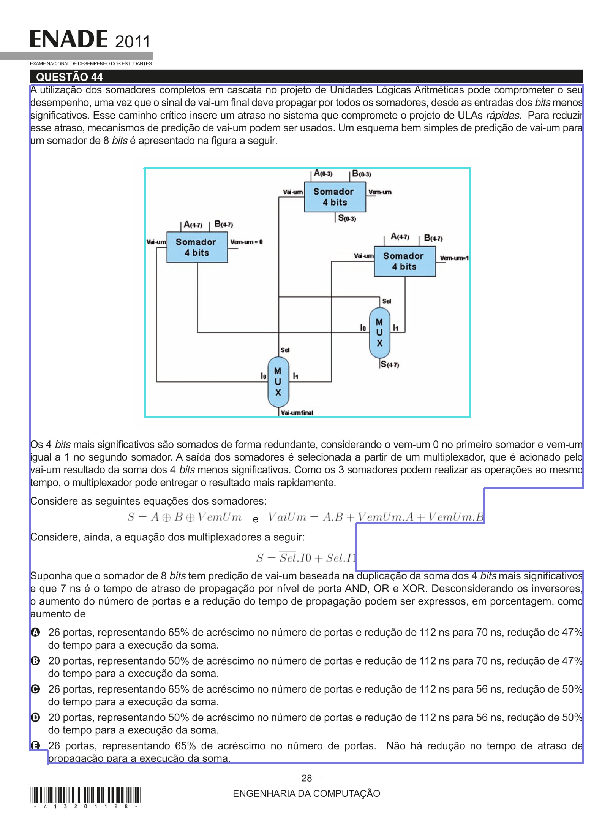 ENADE 2011
EXAME NACIONAL DE DESEMPENHO DOS ESTUDANTES
QUESTÃO 44
A utilização dos somadores completos em cascata no projeto de Unidades Lógicas Aritméticas pode comprometer o seu
desempenho, uma vez que o sinal de vai-um final deve propagar por todos os somadores, desde as entradas dos bits menos
significativos. Esse caminho crítico insere um atraso no sistema que compromete o projeto de ULAs rápidas. Para reduzir
esse atraso, mecanismos de predição de vai-um podem ser usados. Um esquema bem simples de predição de vai-um para
um somador de 8 bits é apresentado na figura a seguir.
A(0-3) B(0-3)
Vai-um Somador 4 bits Vem-um
S(0-3)
A(4-7) B(4-7)
Vai-um Somador 4 bits Vem-um = 0
A(4-7) B(4-7)
Vai-um Somador 4 bits Vem-um=1
Sel
I0 MUX I1
S(4-7)
Sel
I0 MUX I1
Vai-um final
Os 4 bits mais significativos são somados de forma redundante, considerando o vem-um 0 no primeiro somador e vem-um
igual a 1 no segundo somador. A saída dos somadores é selecionada a partir de um multiplexador, que é acionado pelo
vai-um resultado da soma dos 4 bits menos significativos. Como os 3 somadores podem realizar as operações ao mesmo
tempo, o multiplexador pode entregar o resultado mais rapidamente.
Considere as seguintes equações dos somadores:
S = A ⊕ B ⊕ VemUm e VaiUm = A.B + VemUm.A + VemUm.B
Considere, ainda, a equação dos multiplexadores a seguir:
S = S̅e̅l̅.I0 + Sel.I1
Suponha que o somador de 8 bits tem predição de vai-um baseada na duplicação da soma dos 4 bits mais significativos
e que 7 ns é o tempo de atraso de propagação por nível de porta AND, OR e XOR. Desconsiderando os inversores,
o aumento do número de portas e a redução do tempo de propagação podem ser expressos, em porcentagem, como
aumento de
A 26 portas, representando 65% de acréscimo no número de portas e redução de 112 ns para 70 ns, redução de 47%
do tempo para a execução da soma.
B 20 portas, representando 50% de acréscimo no número de portas e redução de 112 ns para 70 ns, redução de 47%
do tempo para a execução da soma.
C 26 portas, representando 65% de acréscimo no número de portas e redução de 112 ns para 56 ns, redução de 50%
do tempo para a execução da soma.
D 20 portas, representando 50% de acréscimo no número de portas e redução de 112 ns para 56 ns, redução de 50%
do tempo para a execução da soma.
E 26 portas, representando 65% de acréscimo no número de portas. Não há redução no tempo de atraso de
propagação para a execução da soma.
28
ENGENHARIA DA COMPUTAÇÃO